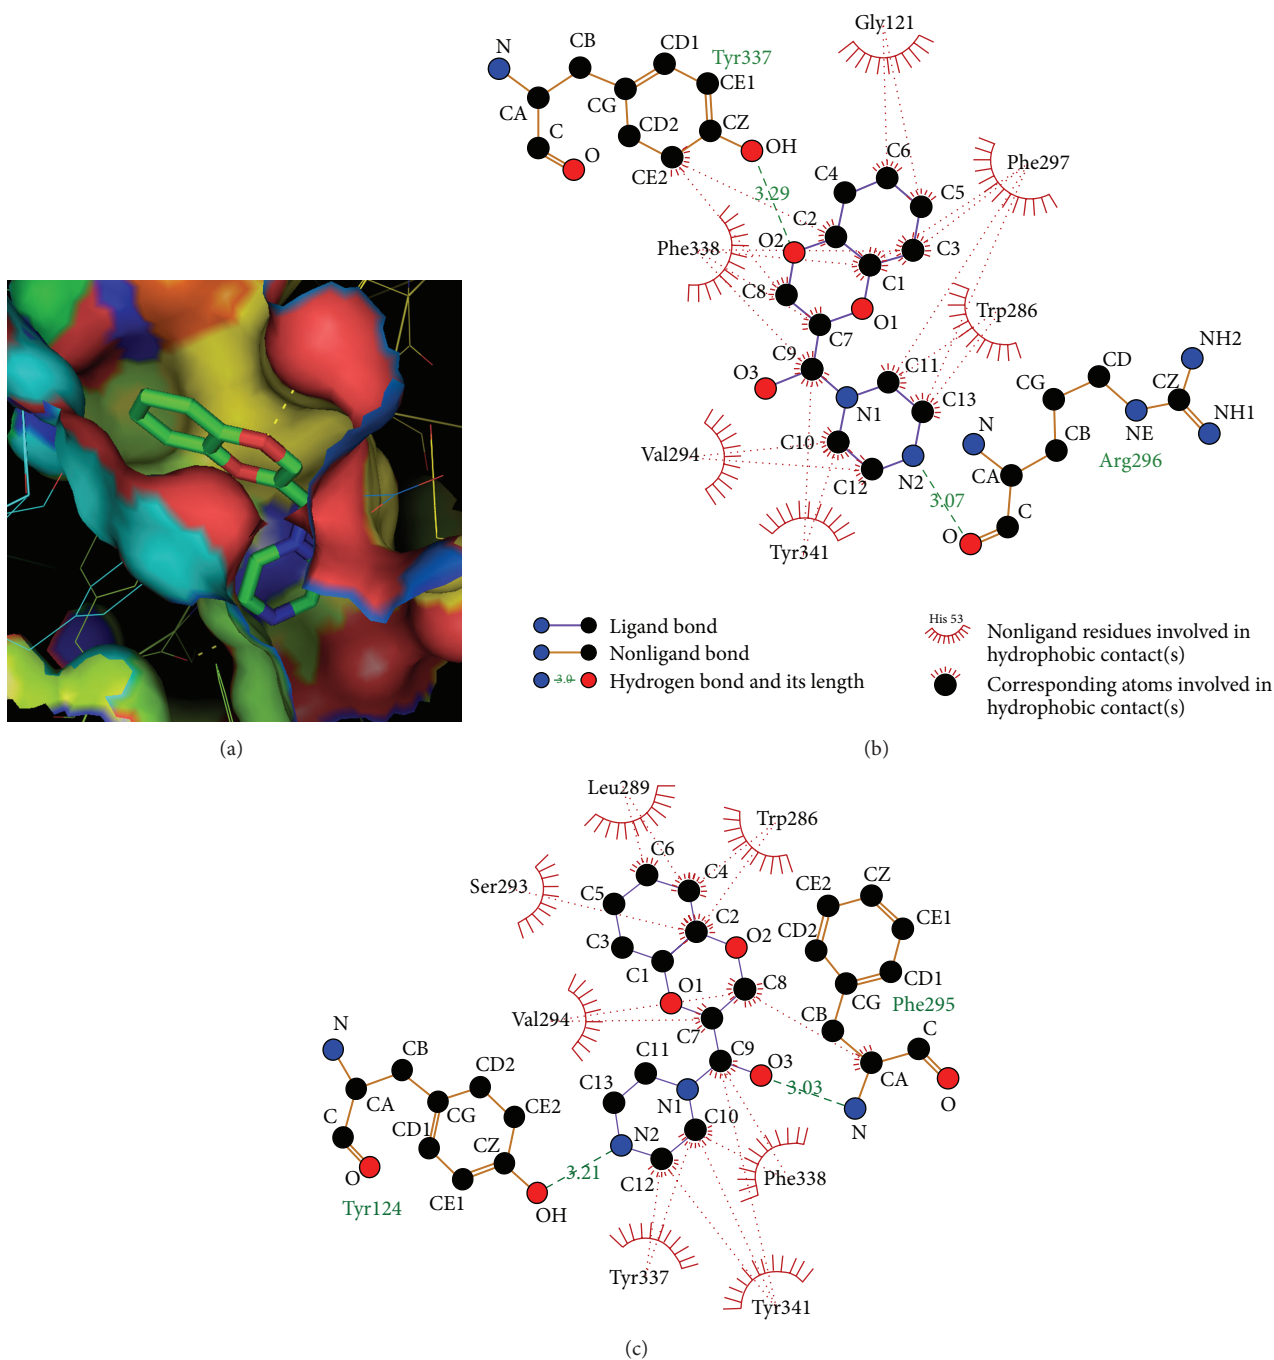 Gly121
N
CB
CD1
Tyr337
CE1
CA
CG
C
CD2
CZ
O
OH
CE2
C6
Phe297
C4
C5
3.29
C2
O2
C3
Phe338
C1
C8
O1
Trp286
C7
C9
O3
C11
C13
N1
C10
Val294
C12
N2
3.07
Tyr341
NH2
CD
CZ
CG
NH1
N
NE
CB
Arg296
CA
C
O
Ligand bond
Nonligand bond
3.0
Hydrogen bond and its length
His 53
Nonligand residues involved in
hydrophobic contact(s)
Corresponding atoms involved in
hydrophobic contact(s)
(a)
(b)
Leu289
Trp286
C6
C4
Ser293
C5
C2
C3
O2
C1
O1
C8
Val294
C7
C11
C9
O3
C13
N1
C10
N2
C12
3.03
3.21
CE2
CZ
CD2
CE1
CD1
CG
Phe295
CB
C
CA
O
N
N
CB
CD2
CA
CG
CE2
C
CD1
CZ
O
CE1
Tyr124
OH
Phe338
Tyr337
Tyr341
(c)